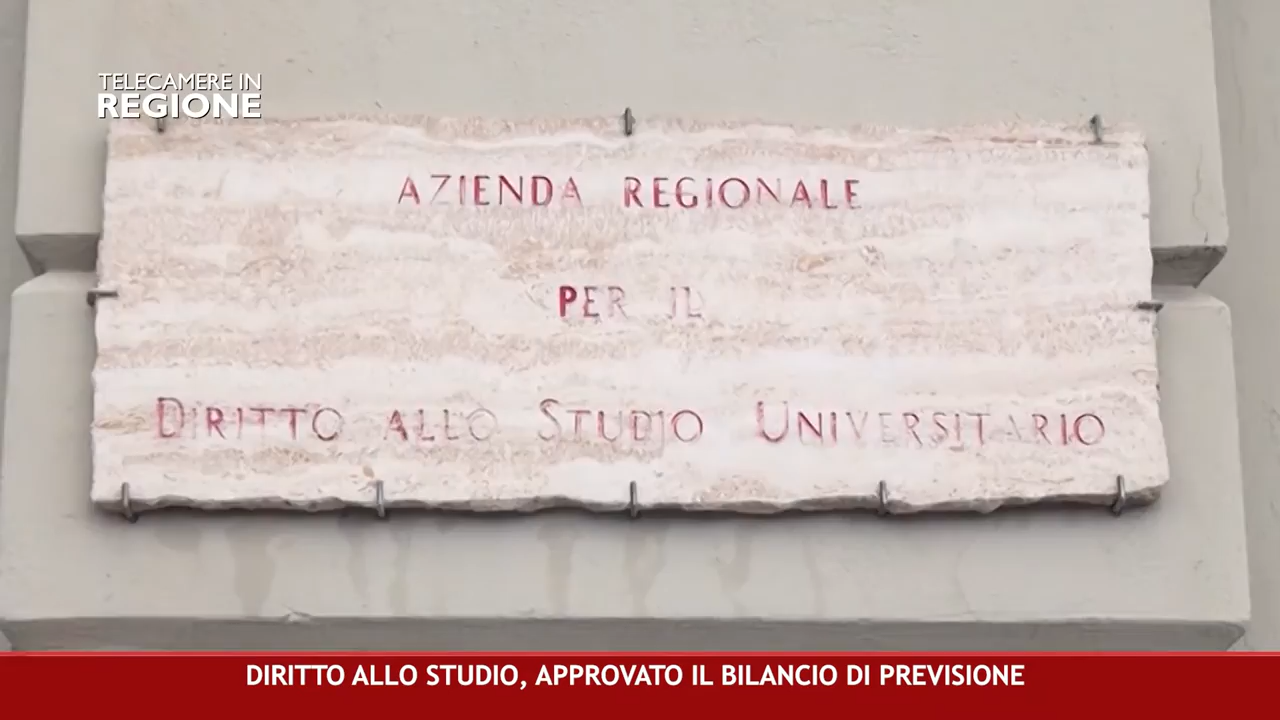 TELECAMERE IN
REGIONE
AZIENDA REGIONALE
PER IL
DIRITTO ALLO STUDIO UNIVERSITARIO
DIRITTO ALLO STUDIO, APPROVATO IL BILANCIO DI PREVISIONE